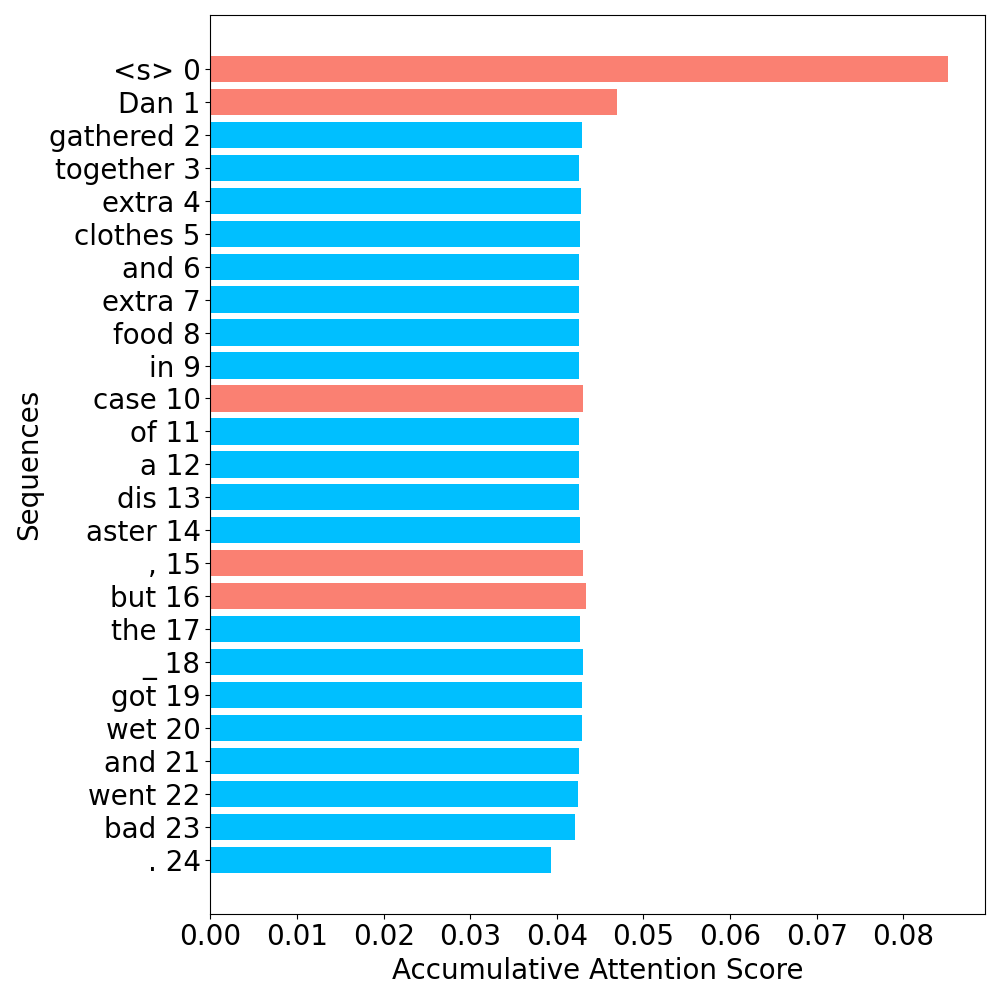 <s> 0
Dan 1
gathered 2
together 3
extra 4
clothes 5
and 6
extra 7
food 8
in 9
case 10
of 11
a 12
dis 13
aster 14
, 15
but 16
the 17
_ 18
got 19
wet 20
and 21
went 22
bad 23
. 24
Sequences
0.00 0.01 0.02 0.03 0.04 0.05 0.06 0.07 0.08
Accumulative Attention Score